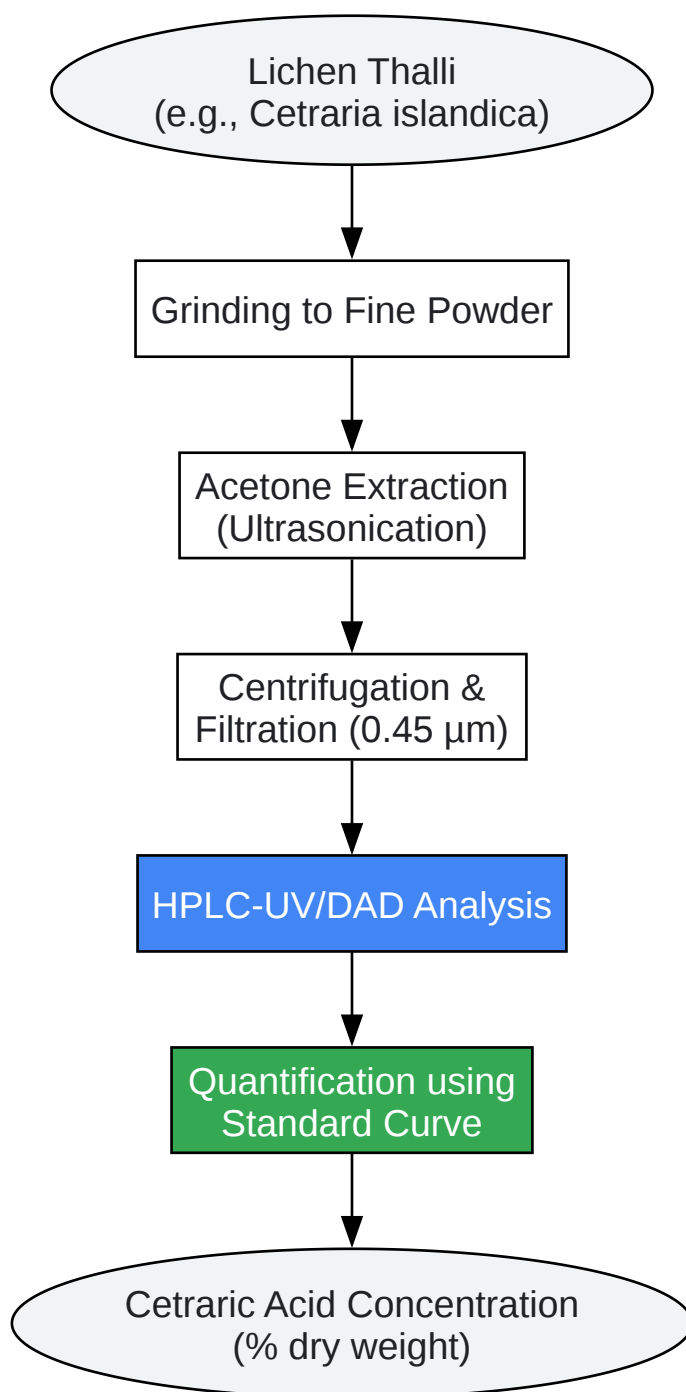 Lichen Thalli
(e.g., Cetraria islandica)
Grinding to Fine Powder
Acetone Extraction
(Ultrasonication)
Centrifugation &
Filtration (0.45 µm)
HPLC-UV/DAD Analysis
Quantification using
Standard Curve
Cetraric Acid Concentration
(% dry weight)